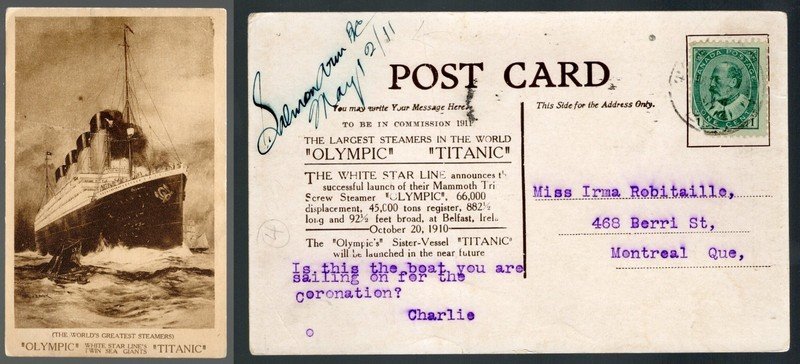 (THE WORLD'S GREATEST STEAMERS)
"OLYMPIC" WHITE STAR LINE'S TWIN SEA GIANTS "TITANIC"
Salmon Arm BC
May 12/11
POST CARD
You may write Your Message Here.
This Side for the Address Only.
TO BE IN COMMISSION 1911
THE LARGEST STEAMERS IN THE WORLD
"OLYMPIC" "TITANIC"
THE WHITE STAR LINE announces th
successful launch of their Mammoth Tri
Screw Steamer "OLYMPIC", 66,000
displacement, 45,000 tons register, 882½
long and 92½ feet broad, at Belfast, Irel.
October 20, 1910
The "Olympic's" Sister-Vessel "TITANIC"
will be launched in the near future
Is this the boat you are
sailing on for the
coronation?
Charlie
CANADA POSTAGE
1 1
Miss Irma Robitaille,
468 Berri St,
Montreal Que,